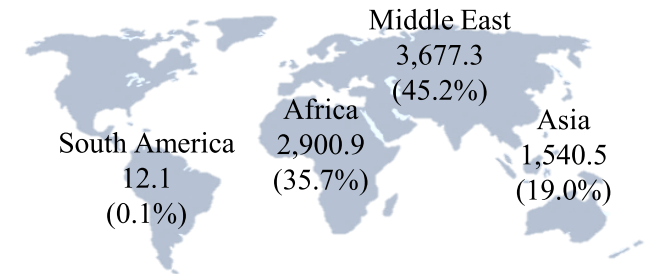 Middle East
3,677.3
(45.2%)
Africa
2,900.9
(35.7%)
Asia
1,540.5
(19.0%)
South America
12.1
(0.1%)